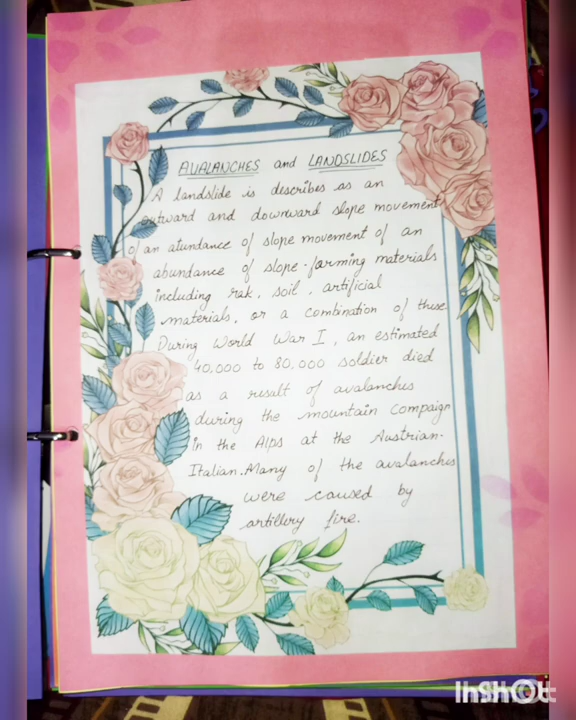 AVALANCHES and LANDSLIDES
A landslide is describes as an
outward and downward slope movement
of an atundance of slope movement of an
abundance of slope-farming materials
including rak, soil, artificial
materials, or a combination of these
During World War I, an estimated
40,000 to 80,000 soldier died
as a result of avalanches
during the mountain compaign
in the Alps at the Austrian-
Italian. Many of the avalanches
were caused by
artillery fire.
InShOt